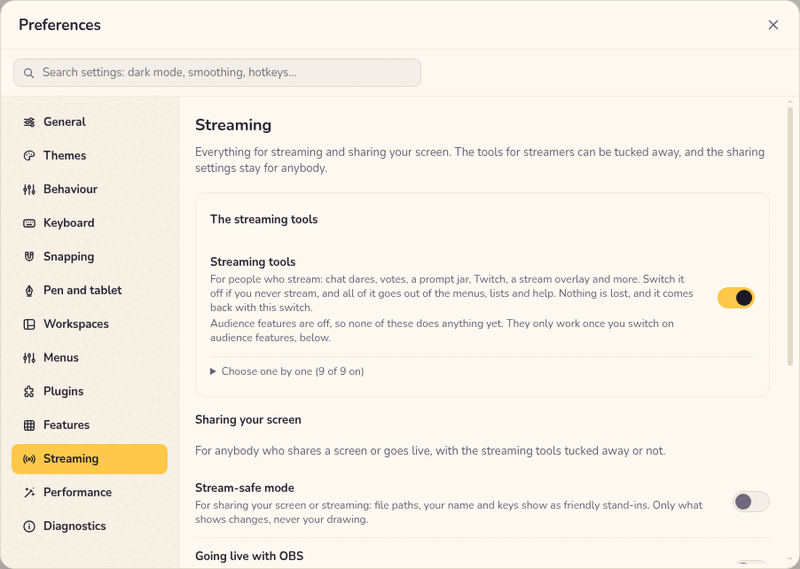 Preferences
Search settings: dark mode, smoothing, hotkeys...
General
Themes
Behaviour
Keyboard
Snapping
Pen and tablet
Workspaces
Menus
Plugins
Features
Streaming
Performance
Diagnostics
Streaming
Everything for streaming and sharing your screen. The tools for streamers can be tucked away, and the sharing
settings stay for anybody.
The streaming tools
Streaming tools
For people who stream: chat dares, votes, a prompt jar, Twitch, a stream overlay and more. Switch it
off if you never stream, and all of it goes out of the menus, lists and help. Nothing is lost, and it comes
back with this switch.
Audience features are off, so none of these does anything yet. They only work once you switch on
audience features, below.
Choose one by one (9 of 9 on)
Sharing your screen
For anybody who shares a screen or goes live, with the streaming tools tucked away or not.
Stream-safe mode
For sharing your screen or streaming: file paths, your name and keys show as friendly stand-ins. Only what
shows changes, never your drawing.
Going live with OBS